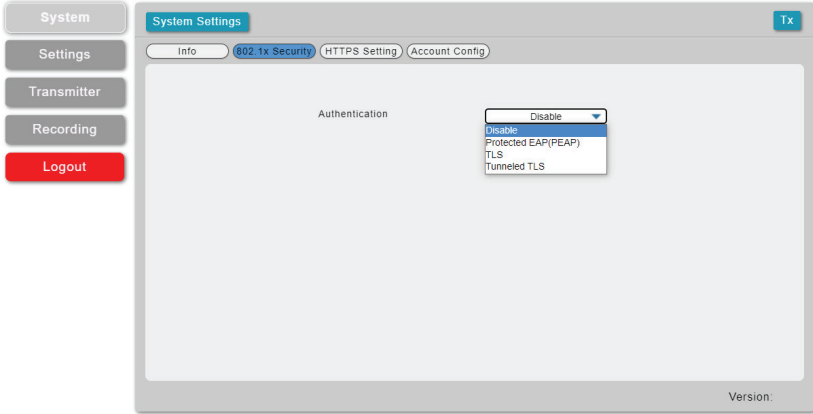 System
Settings
Transmitter
Recording
Logout
System Settings
Tx
Info 802.1x Security HTTPS Setting Account Config
Authentication
Disable
Disable
Protected EAP(PEAP)
TLS
Tunneled TLS
Version: